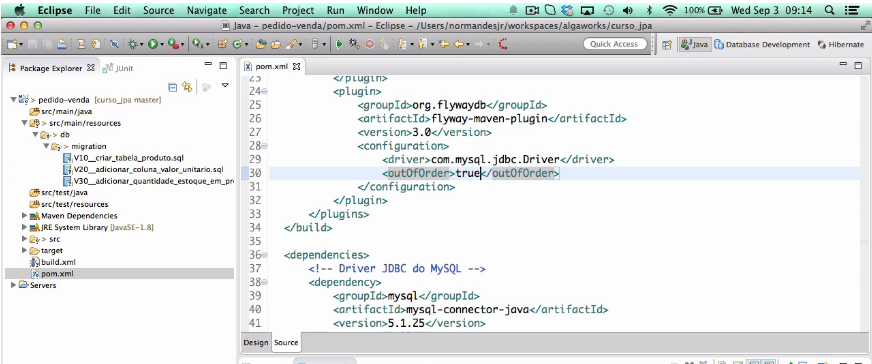 Eclipse File Edit Source Navigate Search Project Run Window Help 100% Wed Sep 3 09:14
Java – pedido-venda/pom.xml – Eclipse – /Users/normandesjr/workspaces/algaworks/curso_jpa
Quick Access Java Database Development Hibernate
Package Explorer JUnit
pedido-venda [curso_jpa master]
src/main/java
src/main/resources
db
migration
V10__criar_tabela_produto.sql
V20__adicionar_coluna_valor_unitario.sql
V30__adicionar_quantidade_estoque_em_pro
src/test/java
src/test/resources
Maven Dependencies
JRE System Library [JavaSE-1.8]
src
target
build.xml
pom.xml
Servers
pom.xml
23 </plugin>
24 <plugin>
25 <groupId>org.flywaydb</groupId>
26 <artifactId>flyway-maven-plugin</artifactId>
27 <version>3.0</version>
28 <configuration>
29 <driver>com.mysql.jdbc.Driver</driver>
30 <outOfOrder>true</outOfOrder>
31 </configuration>
32 </plugin>
33 </plugins>
34 </build>
35
36 <dependencies>
37 <!-- Driver JDBC do MySQL -->
38 <dependency>
39 <groupId>mysql</groupId>
40 <artifactId>mysql-connector-java</artifactId>
41 <version>5.1.25</version>
Design Source